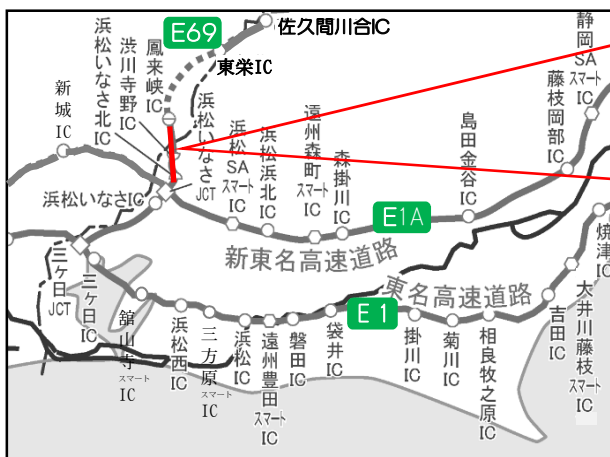 E69
佐久間川合IC
東栄IC
鳳来峡IC
渋川寺野IC
浜松いなさ北IC
新城IC
浜松いなさJCT
浜松いなさIC
浜松SAスマートIC
浜松浜北IC
遠州森町スマートIC
森掛川IC
島田金谷IC
藤枝岡部IC
静岡SAスマートIC
E1A
新東名高速道路
東名高速道路
E1
三ヶ日JCT
三ヶ日IC
舘山寺スマートIC
浜松西IC
三方原スマートIC
浜松IC
遠州豊田スマートIC
磐田IC
袋井IC
掛川IC
菊川IC
相良牧之原IC
吉田IC
大井川藤枝スマートIC
焼津IC